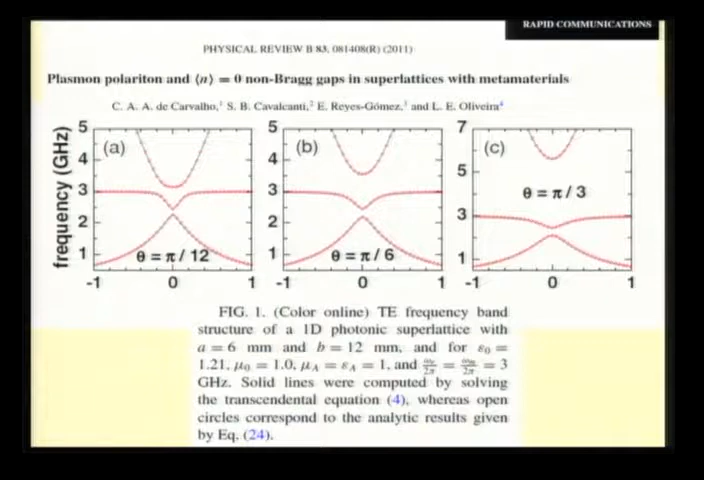 RAPID COMMUNICATIONS
PHYSICAL REVIEW B 83, 081408(R) (2011)
Plasmon polariton and ⟨n⟩ = 0 non-Bragg gaps in superlattices with metamaterials
C. A. A. de Carvalho,¹ S. B. Cavalcanti,² E. Reyes-Gómez,³ and L. E. Oliveira⁴
frequency (GHz)
5
4
3
2
1
(a)
θ = π / 12
-1 0 1
5
4
3
2
1
(b)
θ = π / 6
-1 0 1
7
5
3
1
(c)
θ = π / 3
-1 0 1
FIG. 1. (Color online) TE frequency band
structure of a 1D photonic superlattice with
a = 6 mm and b = 12 mm, and for ε₀ =
1.21, μ₀ = 1.0, μA = εA = 1, and ωe/2π = ωm/2π = 3
GHz. Solid lines were computed by solving
the transcendental equation (4), whereas open
circles correspond to the analytic results given
by Eq. (24).